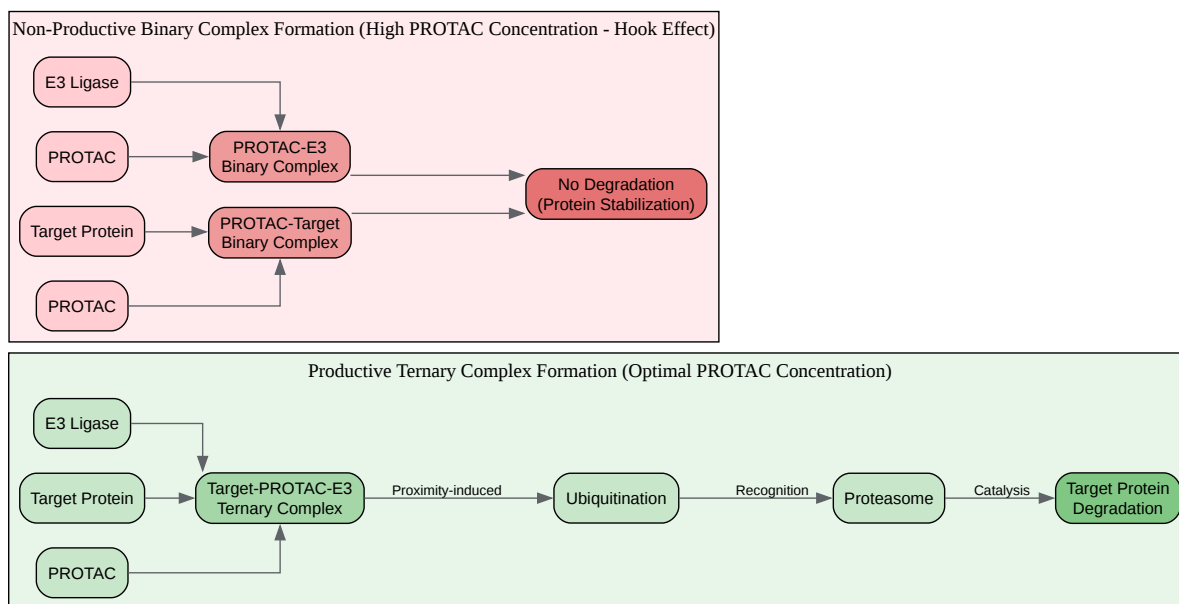 Non-Productive Binary Complex Formation (High PROTAC Concentration - Hook Effect)
E3 Ligase
PROTAC
PROTAC-E3
Binary Complex
No Degradation
(Protein Stabilization)
Target Protein
PROTAC-Target
Binary Complex
PROTAC
Productive Ternary Complex Formation (Optimal PROTAC Concentration)
E3 Ligase
Target Protein
Target-PROTAC-E3
Ternary Complex
Proximity-induced
Ubiquitination
Recognition
Proteasome
Catalysis
Target Protein
Degradation
PROTAC